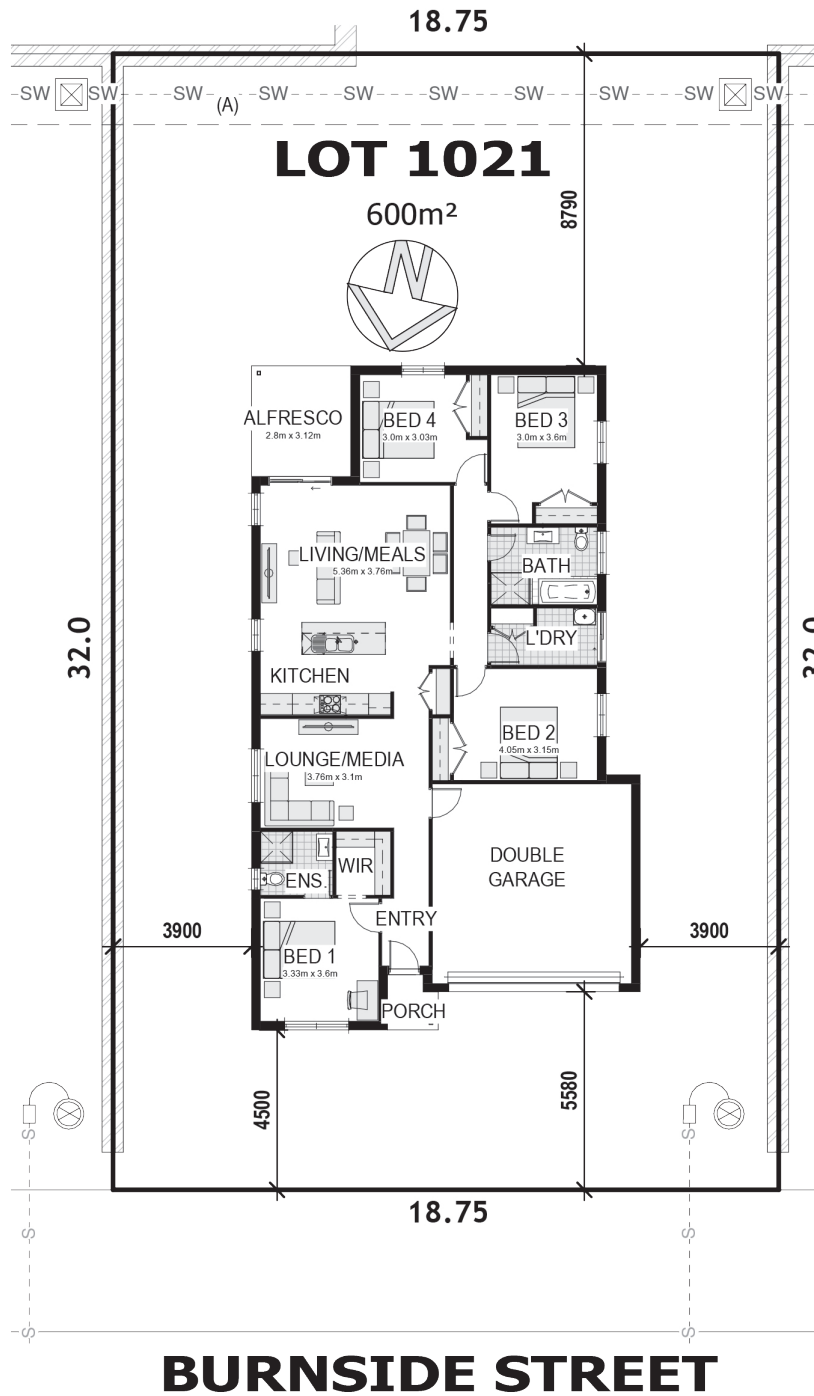 18.75
SW SW SW SW SW SW SW SW SW SW
(A)
LOT 1021
600m²
8790
N
ALFRESCO
2.8m x 3.12m
BED 4
3.0m x 3.03m
BED 3
3.0m x 3.6m
LIVING/MEALS
5.36m x 3.76m
BATH
32.0
32.0
L'DRY
KITCHEN
BED 2
4.05m x 3.15m
LOUNGE/MEDIA
3.76m x 3.1m
DOUBLE
GARAGE
WIR
ENS.
ENTRY
3900
3900
BED 1
3.33m x 3.6m
PORCH
4500
5580
S
S
18.75
S
S
S
S
BURNSIDE STREET